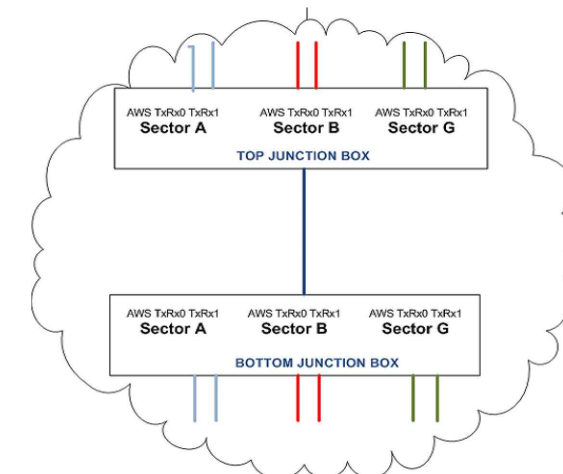 AWS TxRx0 TxRx1 AWS TxRx0 TxRx1 AWS TxRx0 TxRx1
Sector A Sector B Sector G
TOP JUNCTION BOX
AWS TxRx0 TxRx1 AWS TxRx0 TxRx1 AWS TxRx0 TxRx1
Sector A Sector B Sector G
BOTTOM JUNCTION BOX